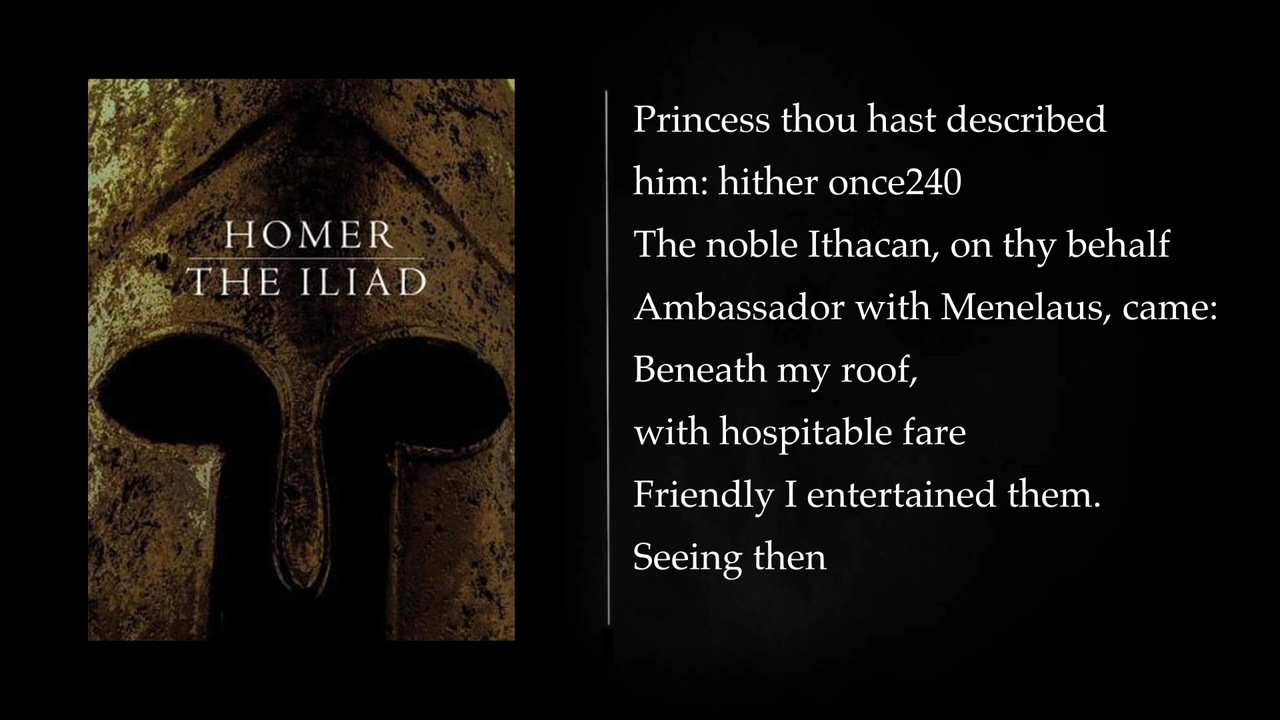 HOMER
THE ILIAD
Princess thou hast described
him: hither once240
The noble Ithacan, on thy behalf
Ambassador with Menelaus, came:
Beneath my roof,
with hospitable fare
Friendly I entertained them.
Seeing then